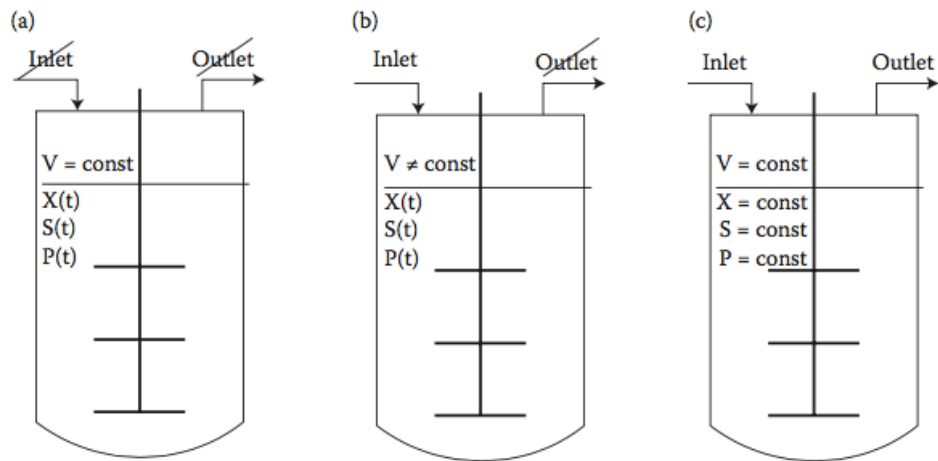 (a)
Inlet
Outlet
V = const
X(t)
S(t)
P(t)
(b)
Inlet
Outlet
V ≠ const
X(t)
S(t)
P(t)
(c)
Inlet
Outlet
V = const
X = const
S = const
P = const